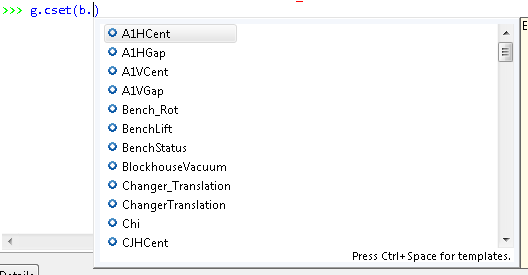 >>> g.cset(b.)
A1HCent
A1HGap
A1VCent
A1VGap
Bench_Rot
BenchLift
BenchStatus
BlockhouseVacuum
Changer_Translation
ChangerTranslation
Chi
CJHCent
Press Ctrl+Space for templates.